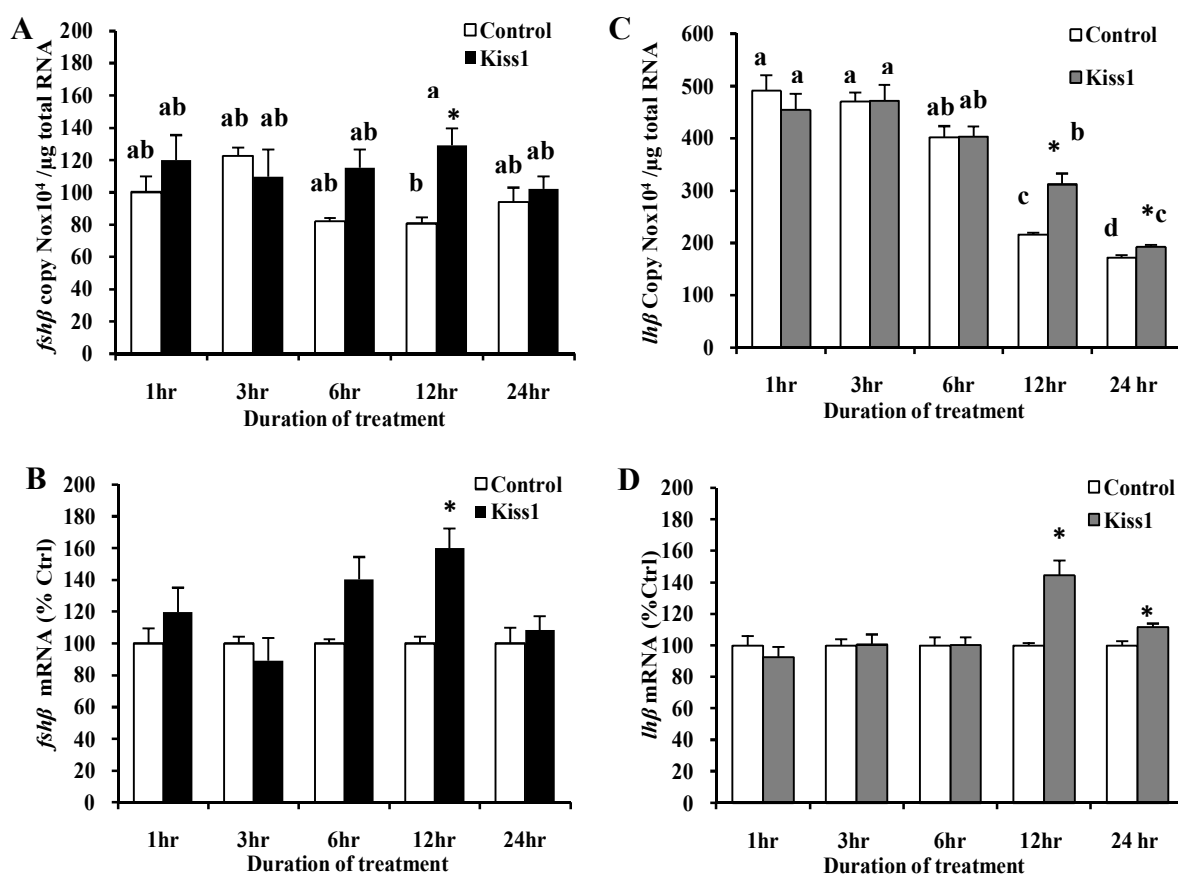 A
fshβ copy Nox10⁴ /µg total RNA
200
180
160
140
120
100
80
60
40
20
0
Control
Kiss1
ab
ab
ab
ab
ab
ab
b
a
*
ab
ab
1hr
3hr
6hr
12hr
24hr
Duration of treatment
C
lhβ Copy Nox10⁴ /µg total RNA
600
500
400
300
200
100
0
Control
Kiss1
a
a
a
a
ab
ab
c
*
b
d
*c
1hr
3hr
6hr
12hr
24 hr
Duration of treatment
B
fshβ mRNA (% Ctrl)
200
180
160
140
120
100
80
60
40
20
0
Control
Kiss1
*
1hr
3hr
6hr
12hr
24hr
Duration of treatment
D
lhβ mRNA (%Ctrl)
200
180
160
140
120
100
80
60
40
20
0
Control
Kiss1
*
*
1hr
3hr
6hr
12hr
24hr
Duration of treatment